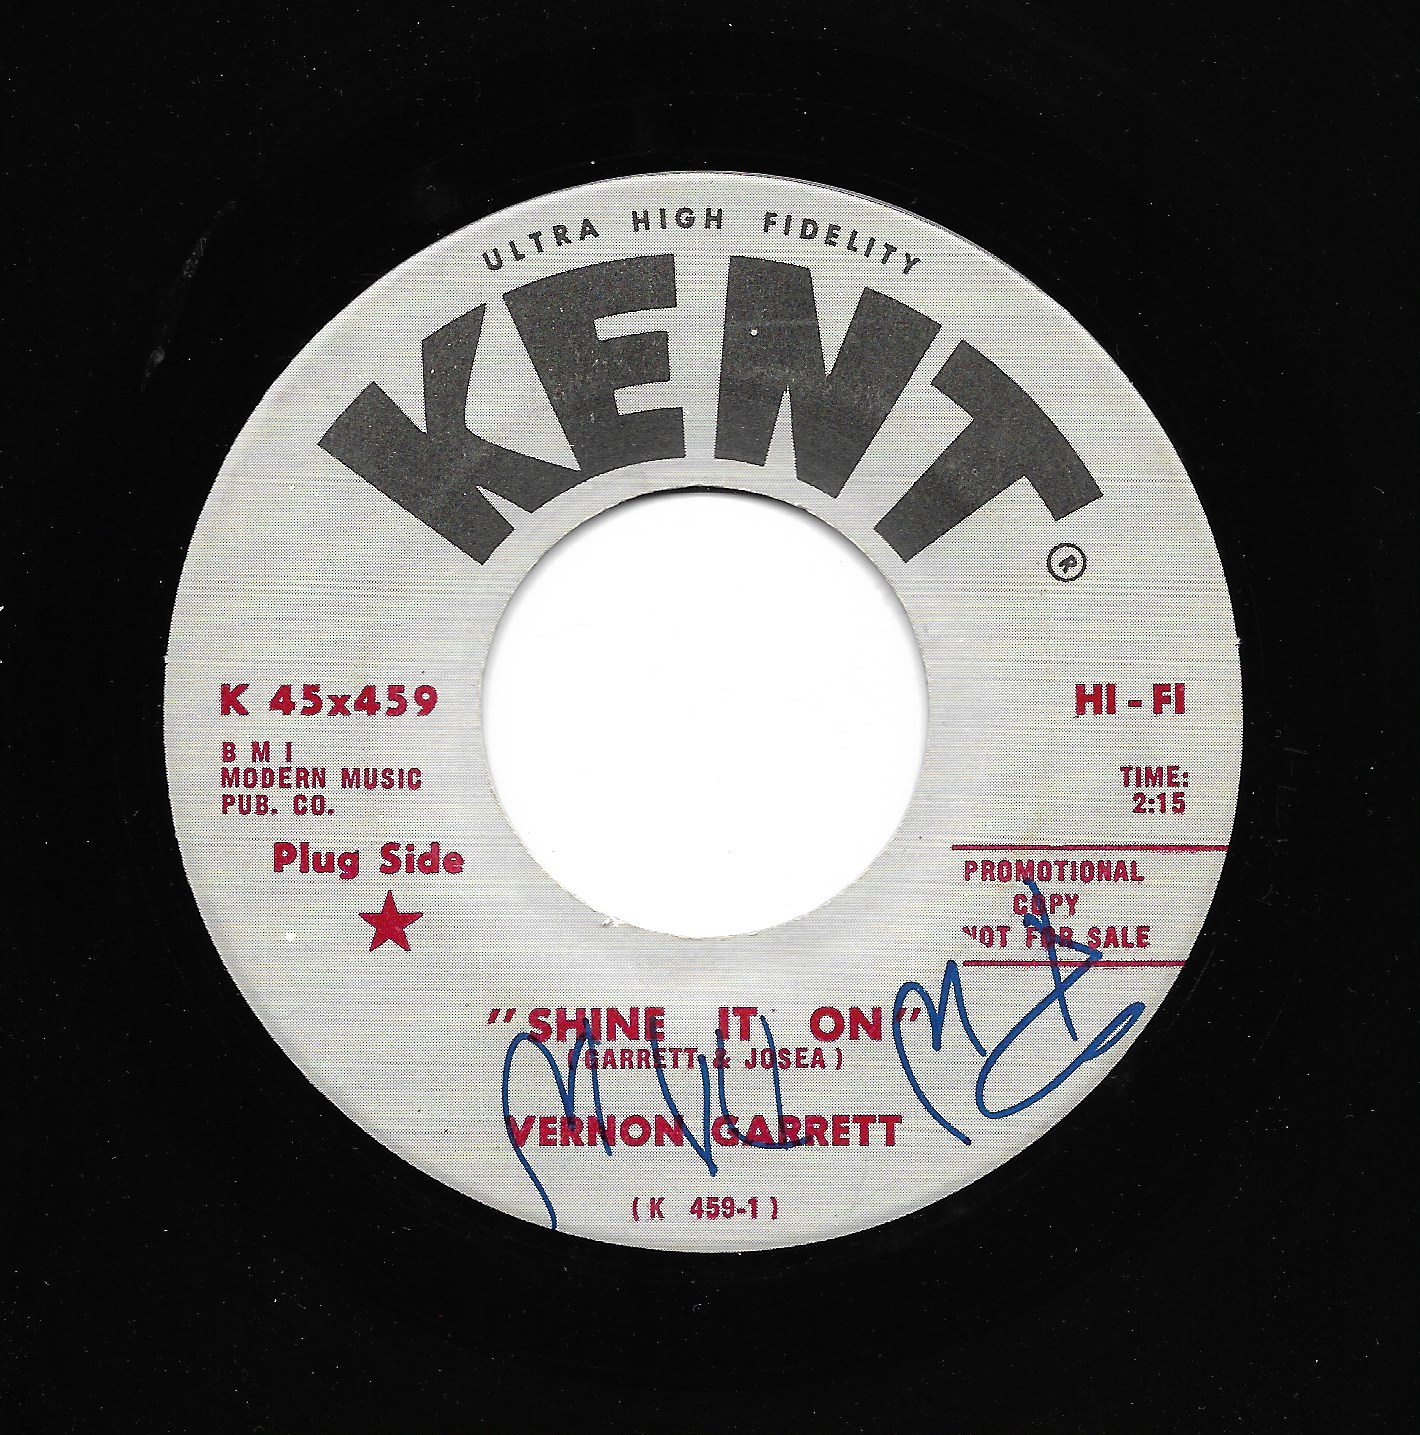 ULTRA HIGH FIDELITY
KENT
®
K 45x459
HI-FI
B M I
MODERN MUSIC
PUB. CO.
TIME:
2:15
Plug Side
PROMOTIONAL
COPY
NOT FOR SALE
"SHINE IT ON"
(GARRETT & JOSEA)
VERNON GARRETT
(K 459-1)